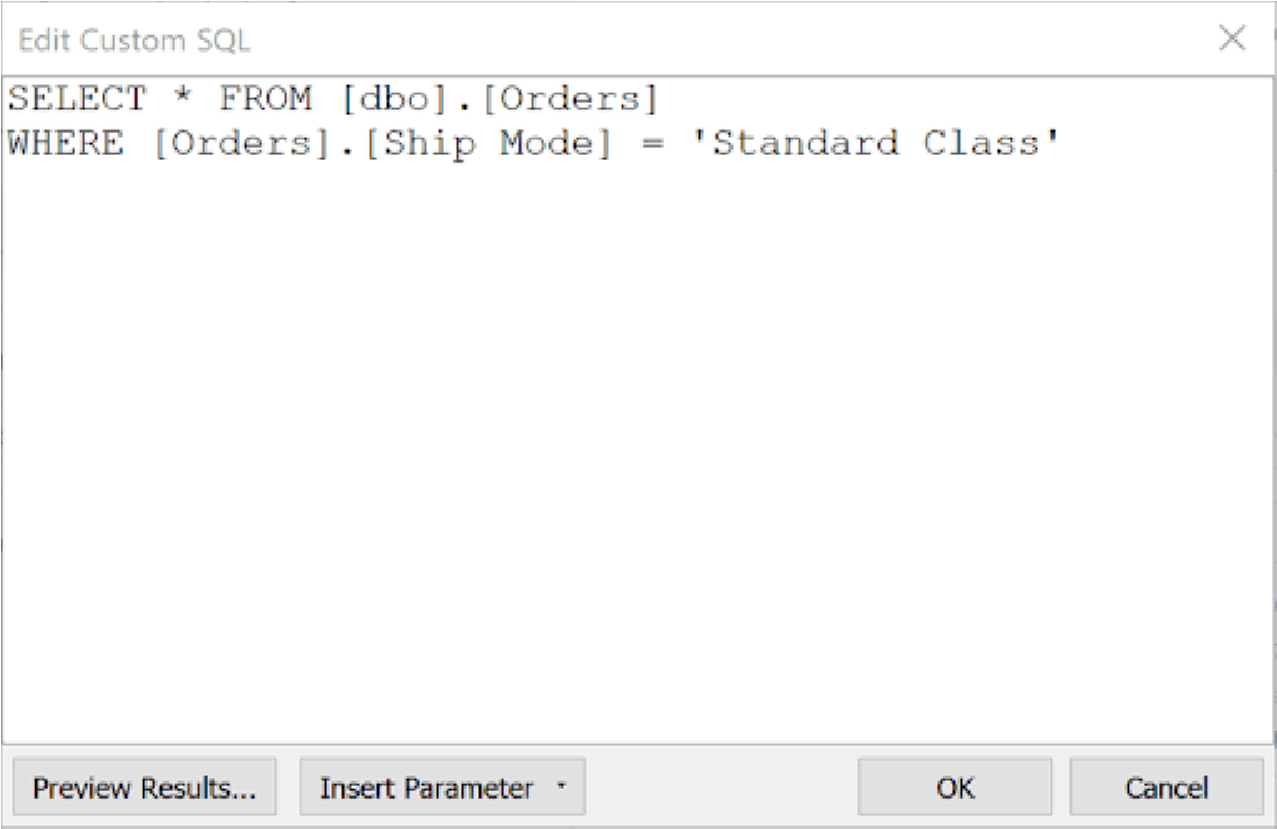 Edit Custom SQL
SELECT * FROM [dbo].[Orders]
WHERE [Orders].[Ship Mode] = 'Standard Class'
Preview Results... Insert Parameter OK Cancel